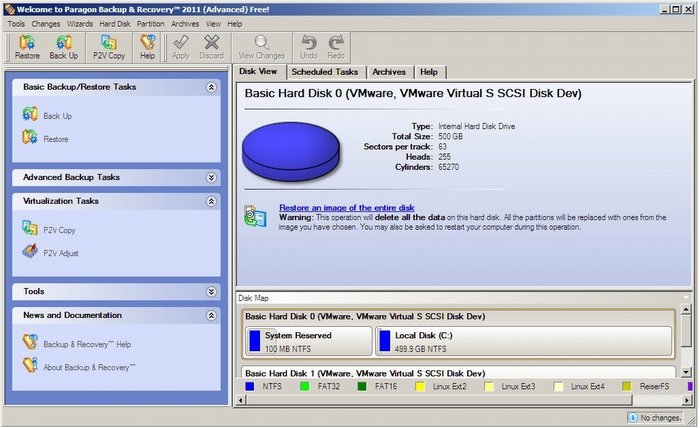 Welcome to Paragon Backup & Recovery™ 2011 (Advanced) Free!
Tools Changes Wizards Hard Disk Partition Archives View Help
Restore Back Up P2V Copy Help Apply Discard View Changes Undo Redo
Basic Backup/Restore Tasks
Back Up
Restore
Advanced Backup Tasks
Virtualization Tasks
P2V Copy
P2V Adjust
Tools
News and Documentation
Backup & Recovery™ Help
About Backup & Recovery™
Disk View Scheduled Tasks Archives Help
Basic Hard Disk 0 (VMware, VMware Virtual S SCSI Disk Dev)
Type: Internal Hard Disk Drive
Total Size: 500 GB
Sectors per track: 63
Heads: 255
Cylinders: 65270
Restore an image of the entire disk
Warning: This operation will delete all the data on this hard disk. All the partitions will be replaced with ones from the
image you have chosen. You may also be asked to restart your computer during this operation.
Disk Map
Basic Hard Disk 0 (VMware, VMware Virtual S SCSI Disk Dev)
System Reserved
100 MB NTFS
Local Disk (C:)
499.9 GB NTFS
Basic Hard Disk 1 (VMware, VMware Virtual S SCSI Disk Dev)
NTFS FAT32 FAT16 Linux Ext2 Linux Ext3 Linux Ext4 ReiserFS
No changes.